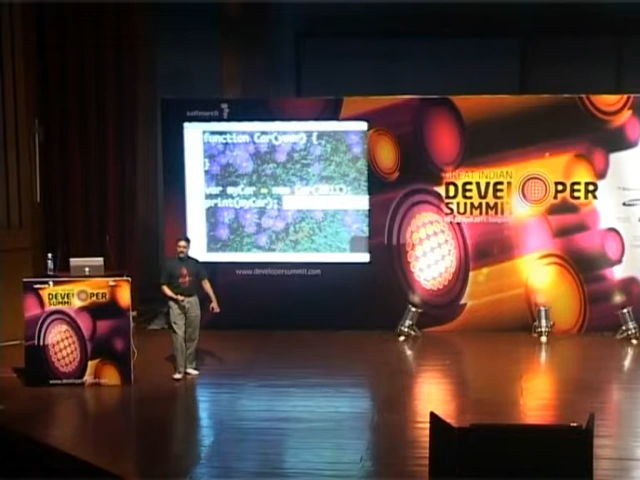 saltmarch
function Car(year) {
}
var myCar = new Car(2011);
print(myCar);
www.developersummit.com
GREAT INDIAN
DEVELOPER
SUMMIT
DEVELOPER
SUMMIT